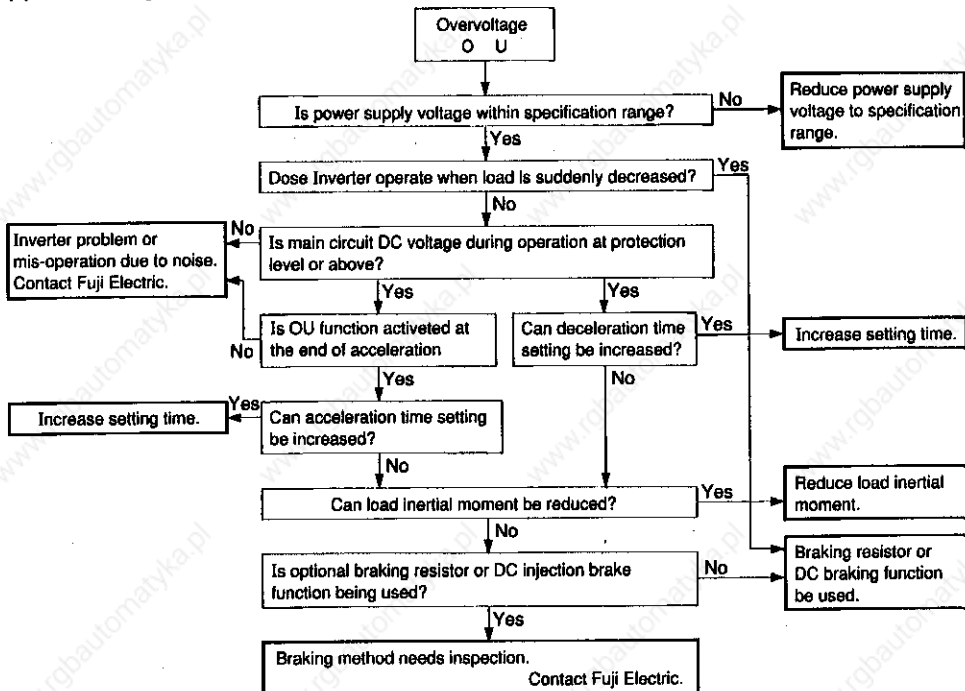 Overvoltage
O U
Is power supply voltage within specification range?
No
Reduce power supply
voltage to specification
range.
Yes
Dose Inverter operate when load is suddenly decreased?
Yes
No
Is main circuit DC voltage during operation at protection
level or above?
No
Inverter problem or
mis-operation due to noise.
Contact Fuji Electric.
Yes
Yes
Is OU function activeted at
the end of acceleration
No
Can deceleration time
setting be increased?
Yes
Increase setting time.
Yes
No
Can acceleration time setting
be increased?
Yes
Increase setting time.
No
Can load inertial moment be reduced?
Yes
Reduce load inertial
moment.
No
Is optional braking resistor or DC injection brake
function being used?
No
Braking resistor or
DC braking function
be used.
Yes
Braking method needs inspection.
Contact Fuji Electric.
www.rgbautomatyka.pl